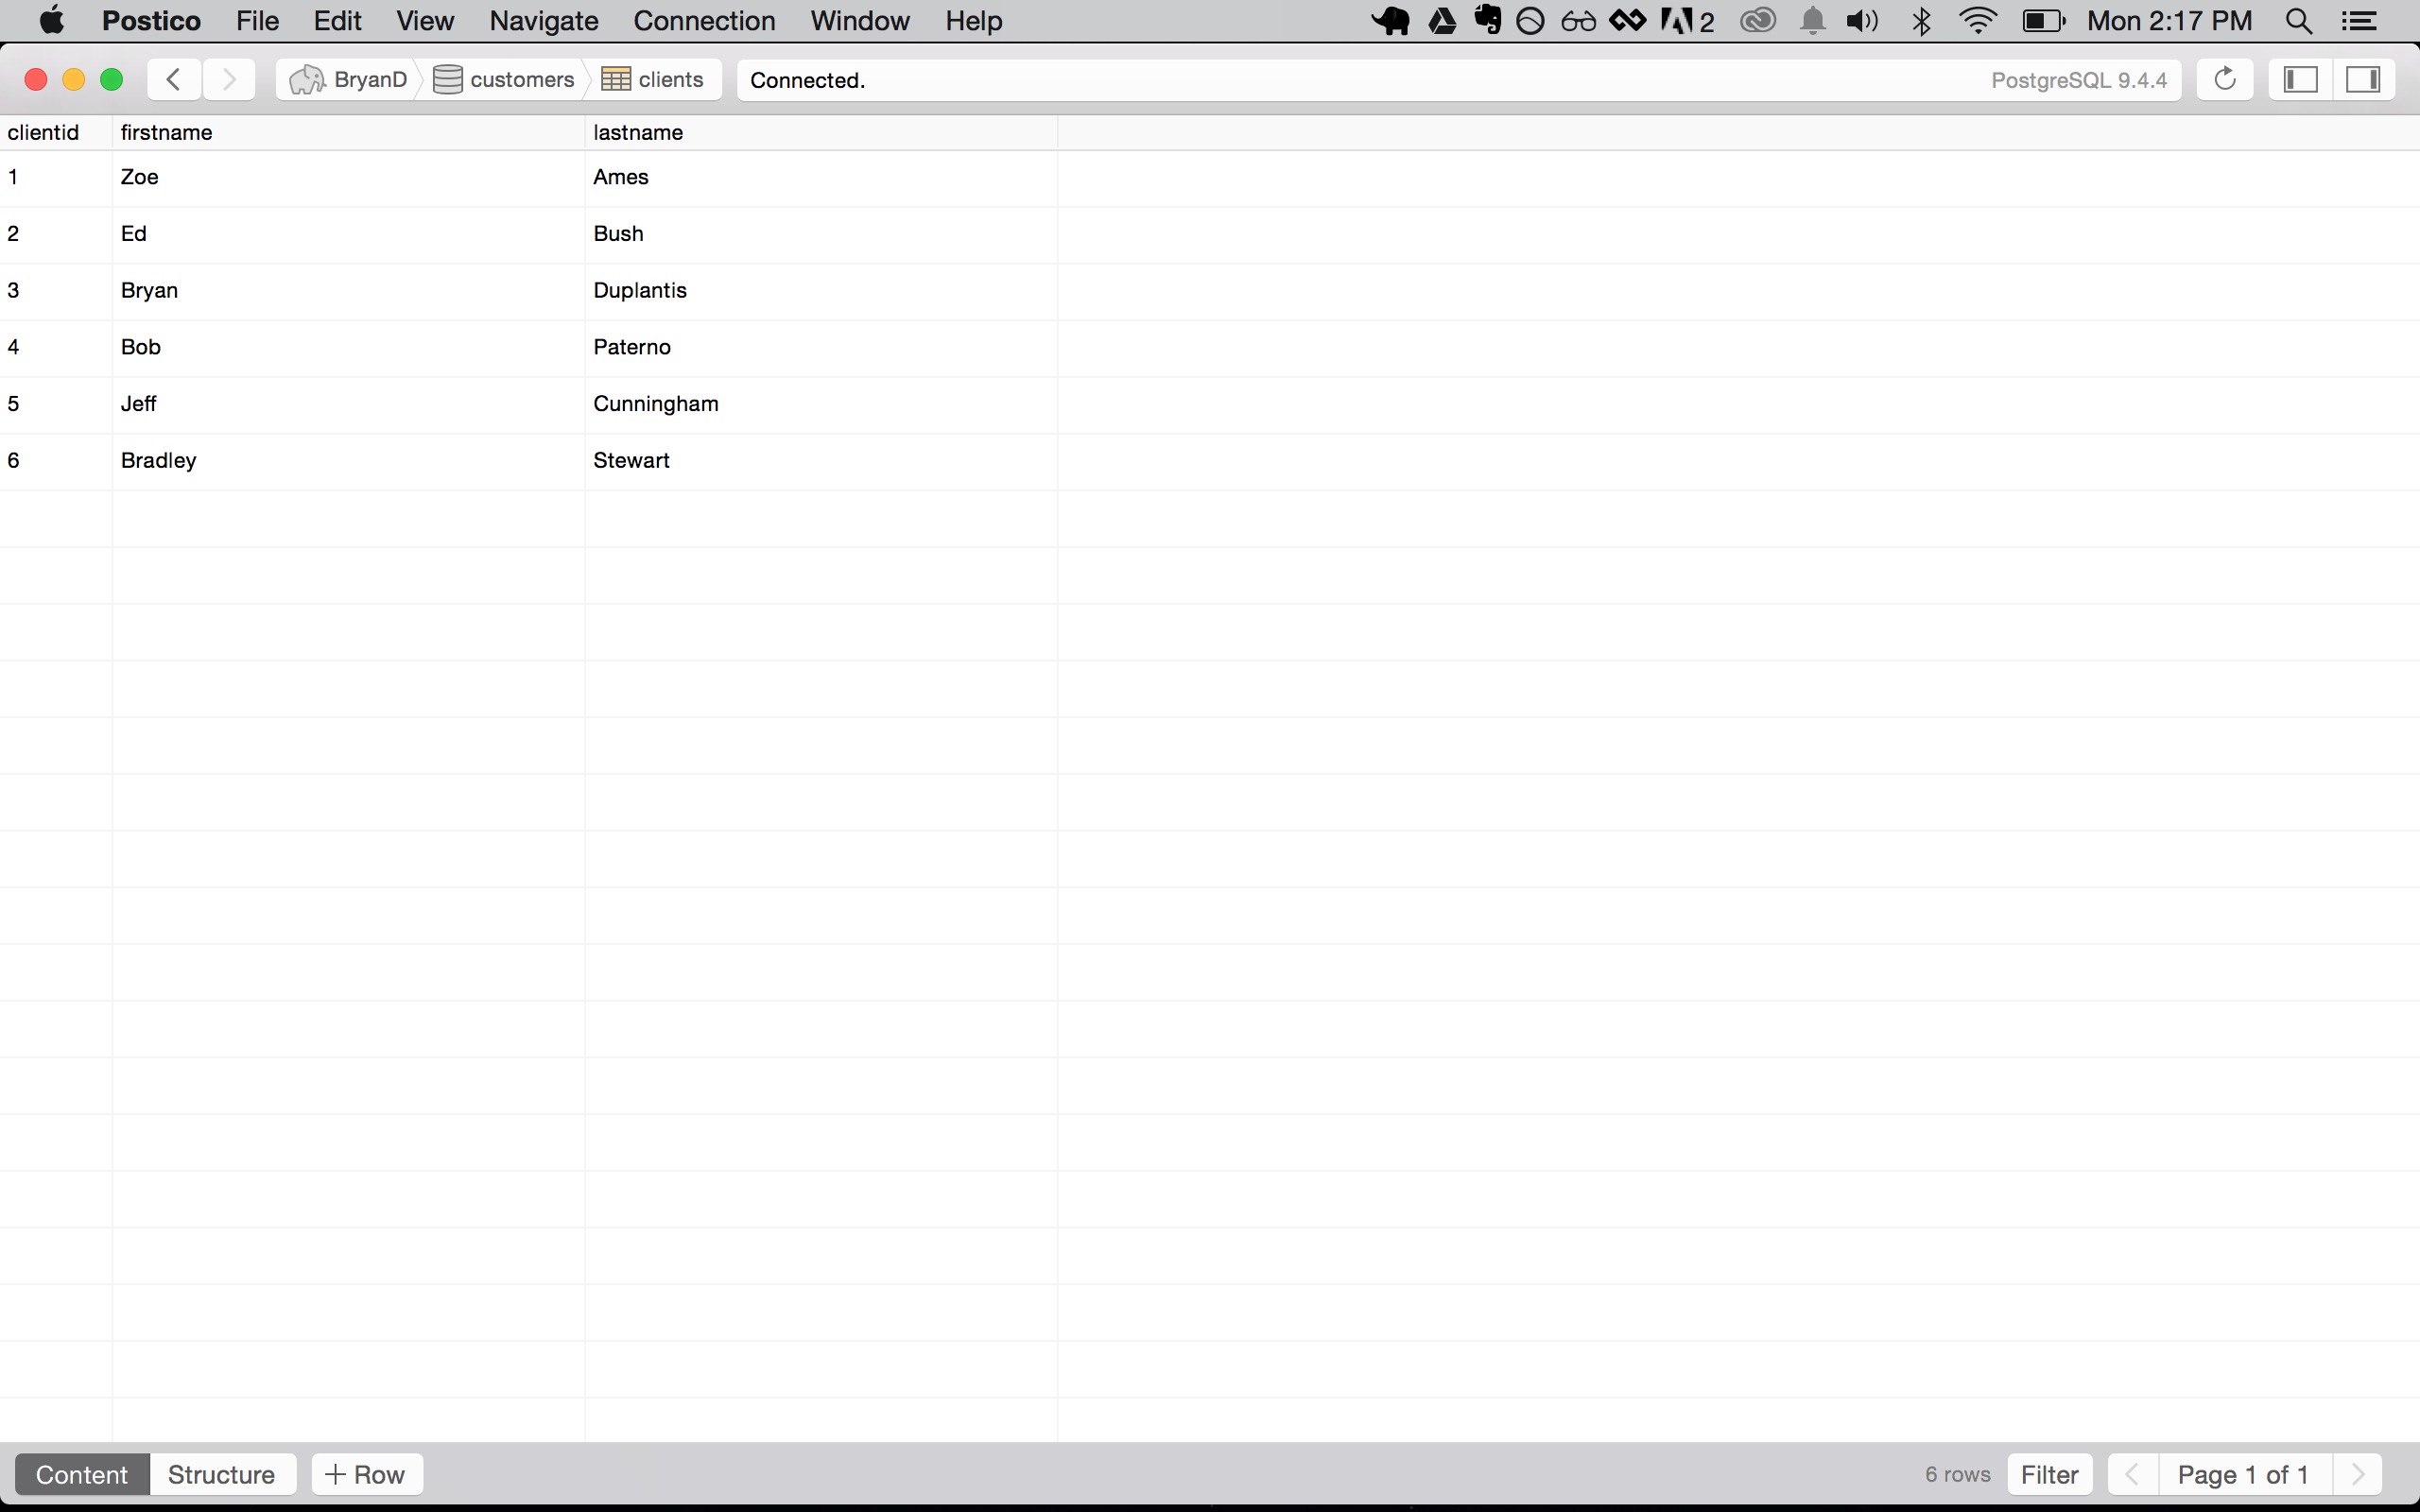 Postico File Edit View Navigate Connection Window Help 2 Mon 2:17 PM
BryanD customers clients Connected. PostgreSQL 9.4.4
clientid firstname lastname
1 Zoe Ames
2 Ed Bush
3 Bryan Duplantis
4 Bob Paterno
5 Jeff Cunningham
6 Bradley Stewart
Content Structure + Row 6 rows Filter Page 1 of 1